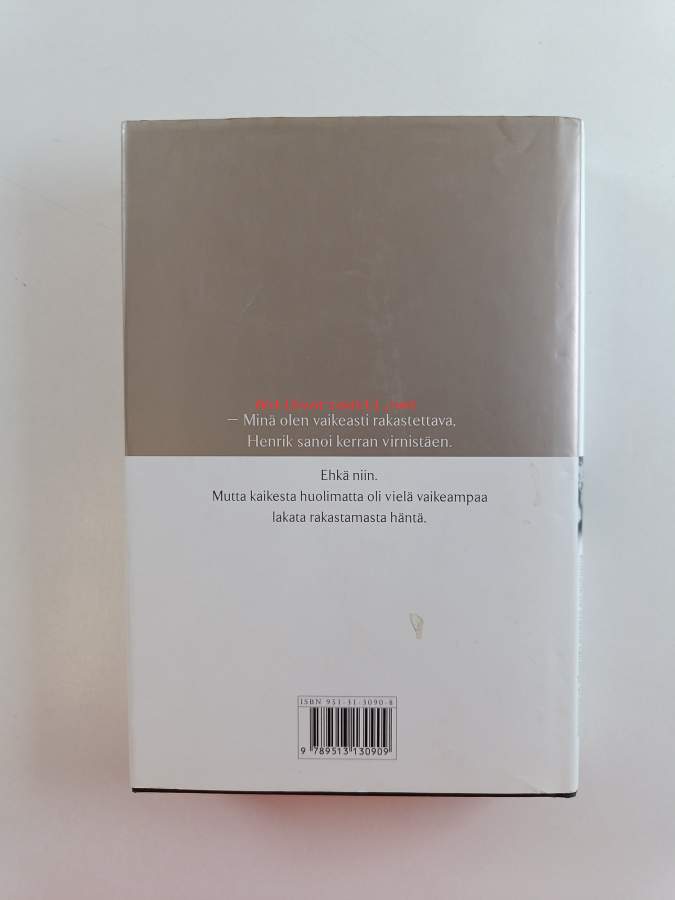 — Minä olen vaikeasti rakastettava,
Henrik sanoi kerran virnistäen.
Ehkä niin.
Mutta kaikesta huolimatta oli vielä vaikeampaa
lakata rakastamasta häntä.
ISBN 951-31-3090-8
9 789513 130909